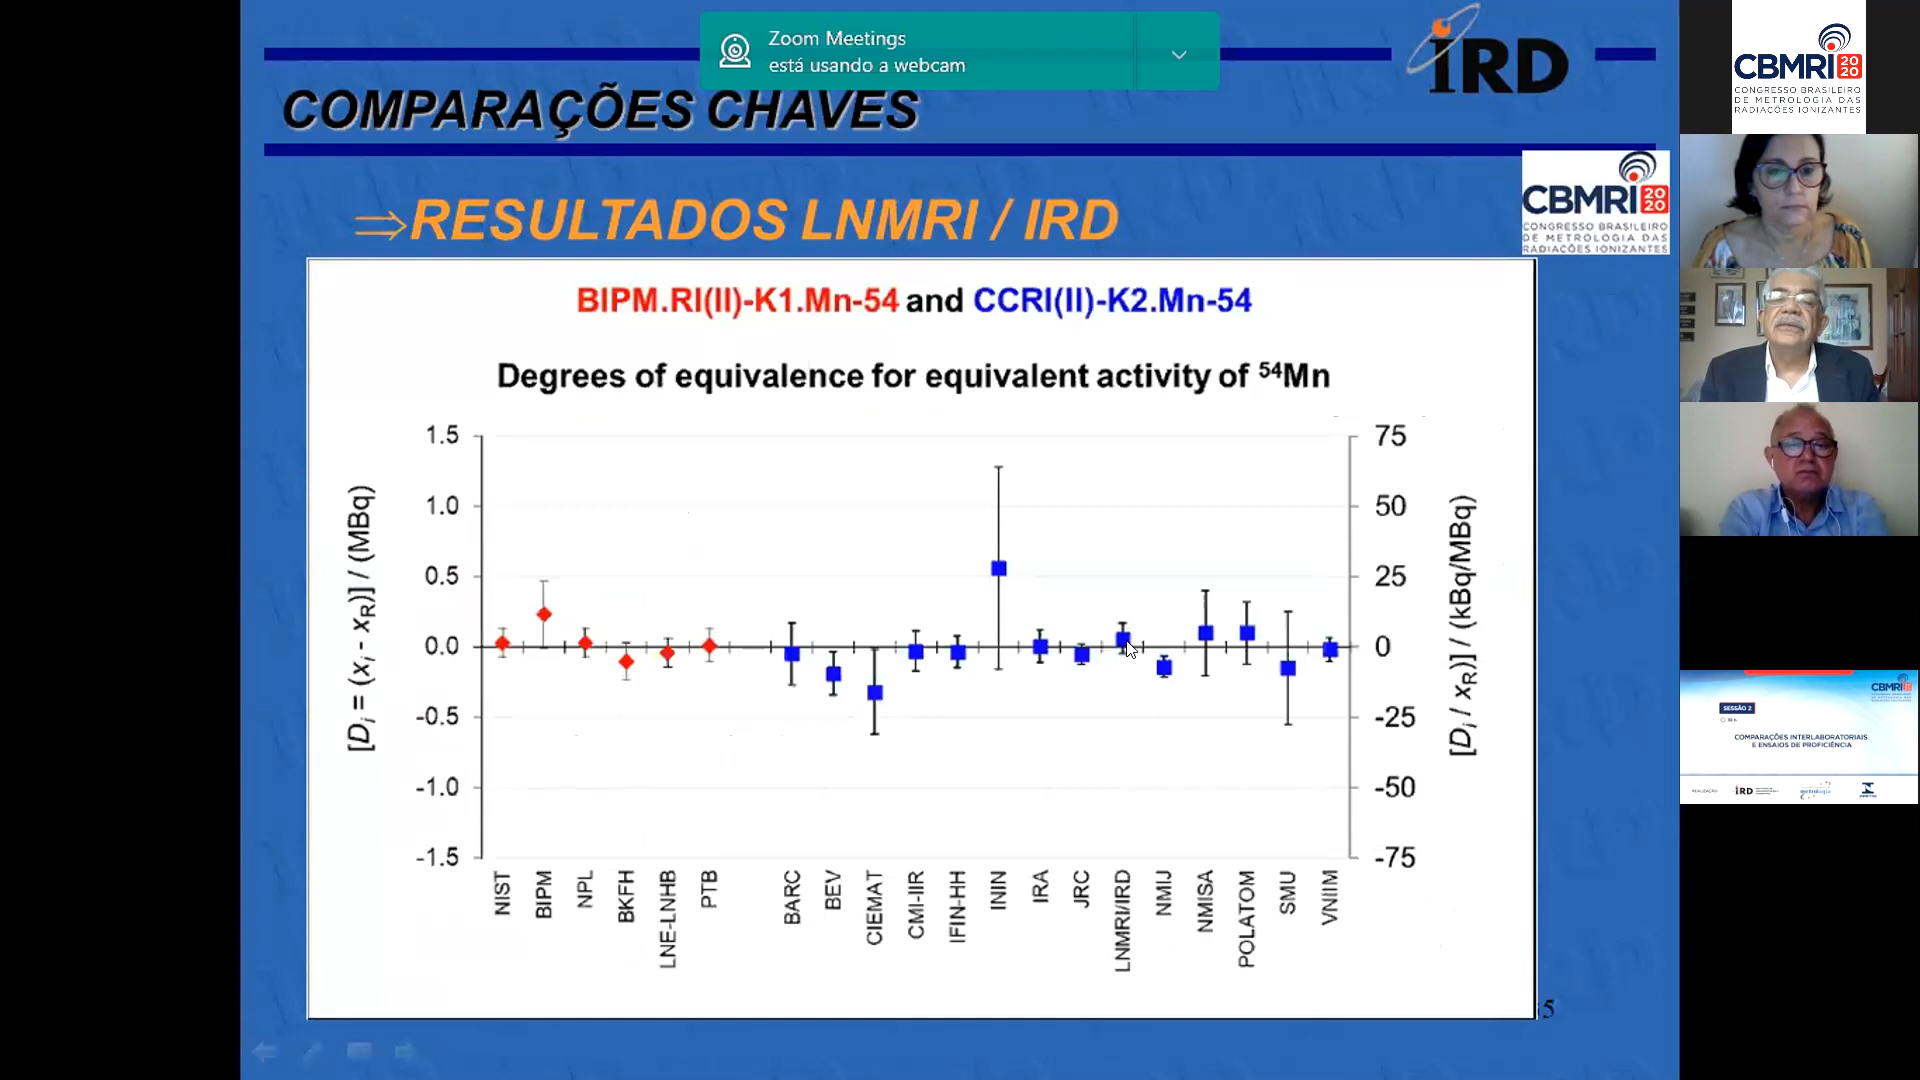 Zoom Meetings
está usando a webcam
IRD
COMPARAÇÕES CHAVES
CBMRI 20 20
CONGRESSO BRASILEIRO
DE METROLOGIA DAS
RADIAÇÕES IONIZANTES
⇒RESULTADOS LNMRI / IRD
CBMRI 20 20
CONGRESSO BRASILEIRO
DE METROLOGIA DAS
RADIAÇÕES IONIZANTES
BIPM.RI(II)-K1.Mn-54 and CCRI(II)-K2.Mn-54
Degrees of equivalence for equivalent activity of ⁵⁴Mn
[Di = (xi - xR)] / (MBq)
1.5
1.0
0.5
0.0
-0.5
-1.0
-1.5
75
50
25
0
-25
-50
-75
[Di / xR)] / (kBq/MBq)
NIST
BIPM
NPL
BKFH
LNE-LNHB
PTB
BARC
BEV
CIEMAT
CMI-IIR
IFIN-HH
ININ
IRA
JRC
LNMRI/IRD
NMIJ
NMISA
POLATOM
SMU
VNIIM
5
CBMRI
SESSÃO 2
COMPARAÇÕES INTERLABORATORIAIS
E ENSAIOS DE PROFICIÊNCIA
REALIZAÇÃO
IRD
metrologia